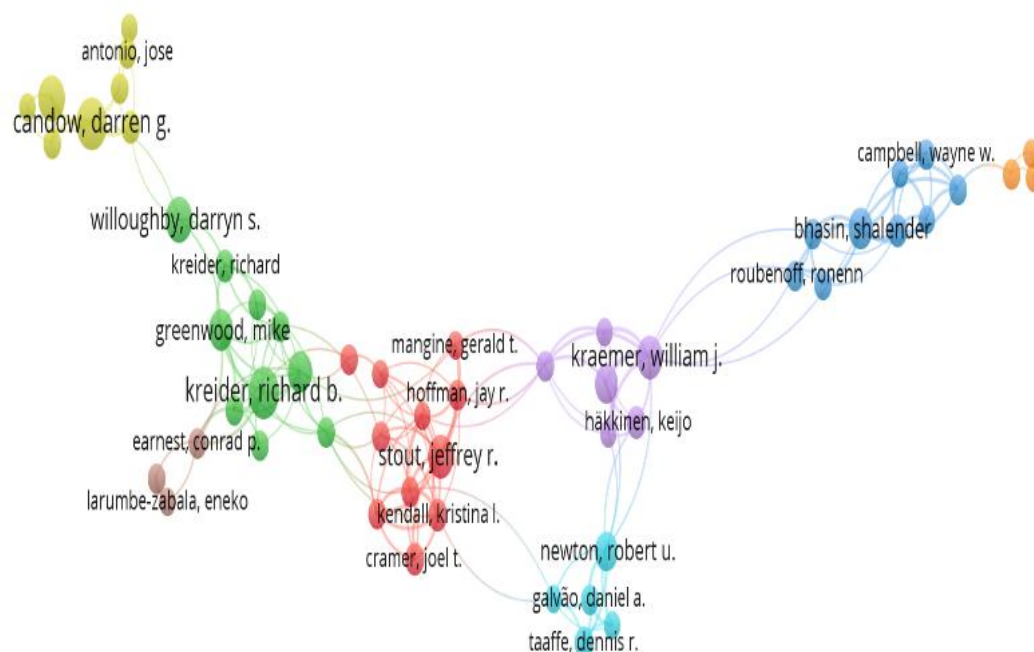 antonio, jose
candow, darren g.
campbell, wayne w.
willoughby, darryn s.
bhasin, shalender
kreider, richard
roubenoff, ronenn
greenwood, mike
mangine, gerald t.
kraemer, william j.
kreider, richard b.
hoffman, jay r.
häkkinen, keijo
earnest, conrad p.
stout, jeffrey r.
larumbe-zabala, eneko
kendall, kristina l.
cramer, joel t.
newton, robert u.
galvão, daniel a.
taaffe, dennis r.